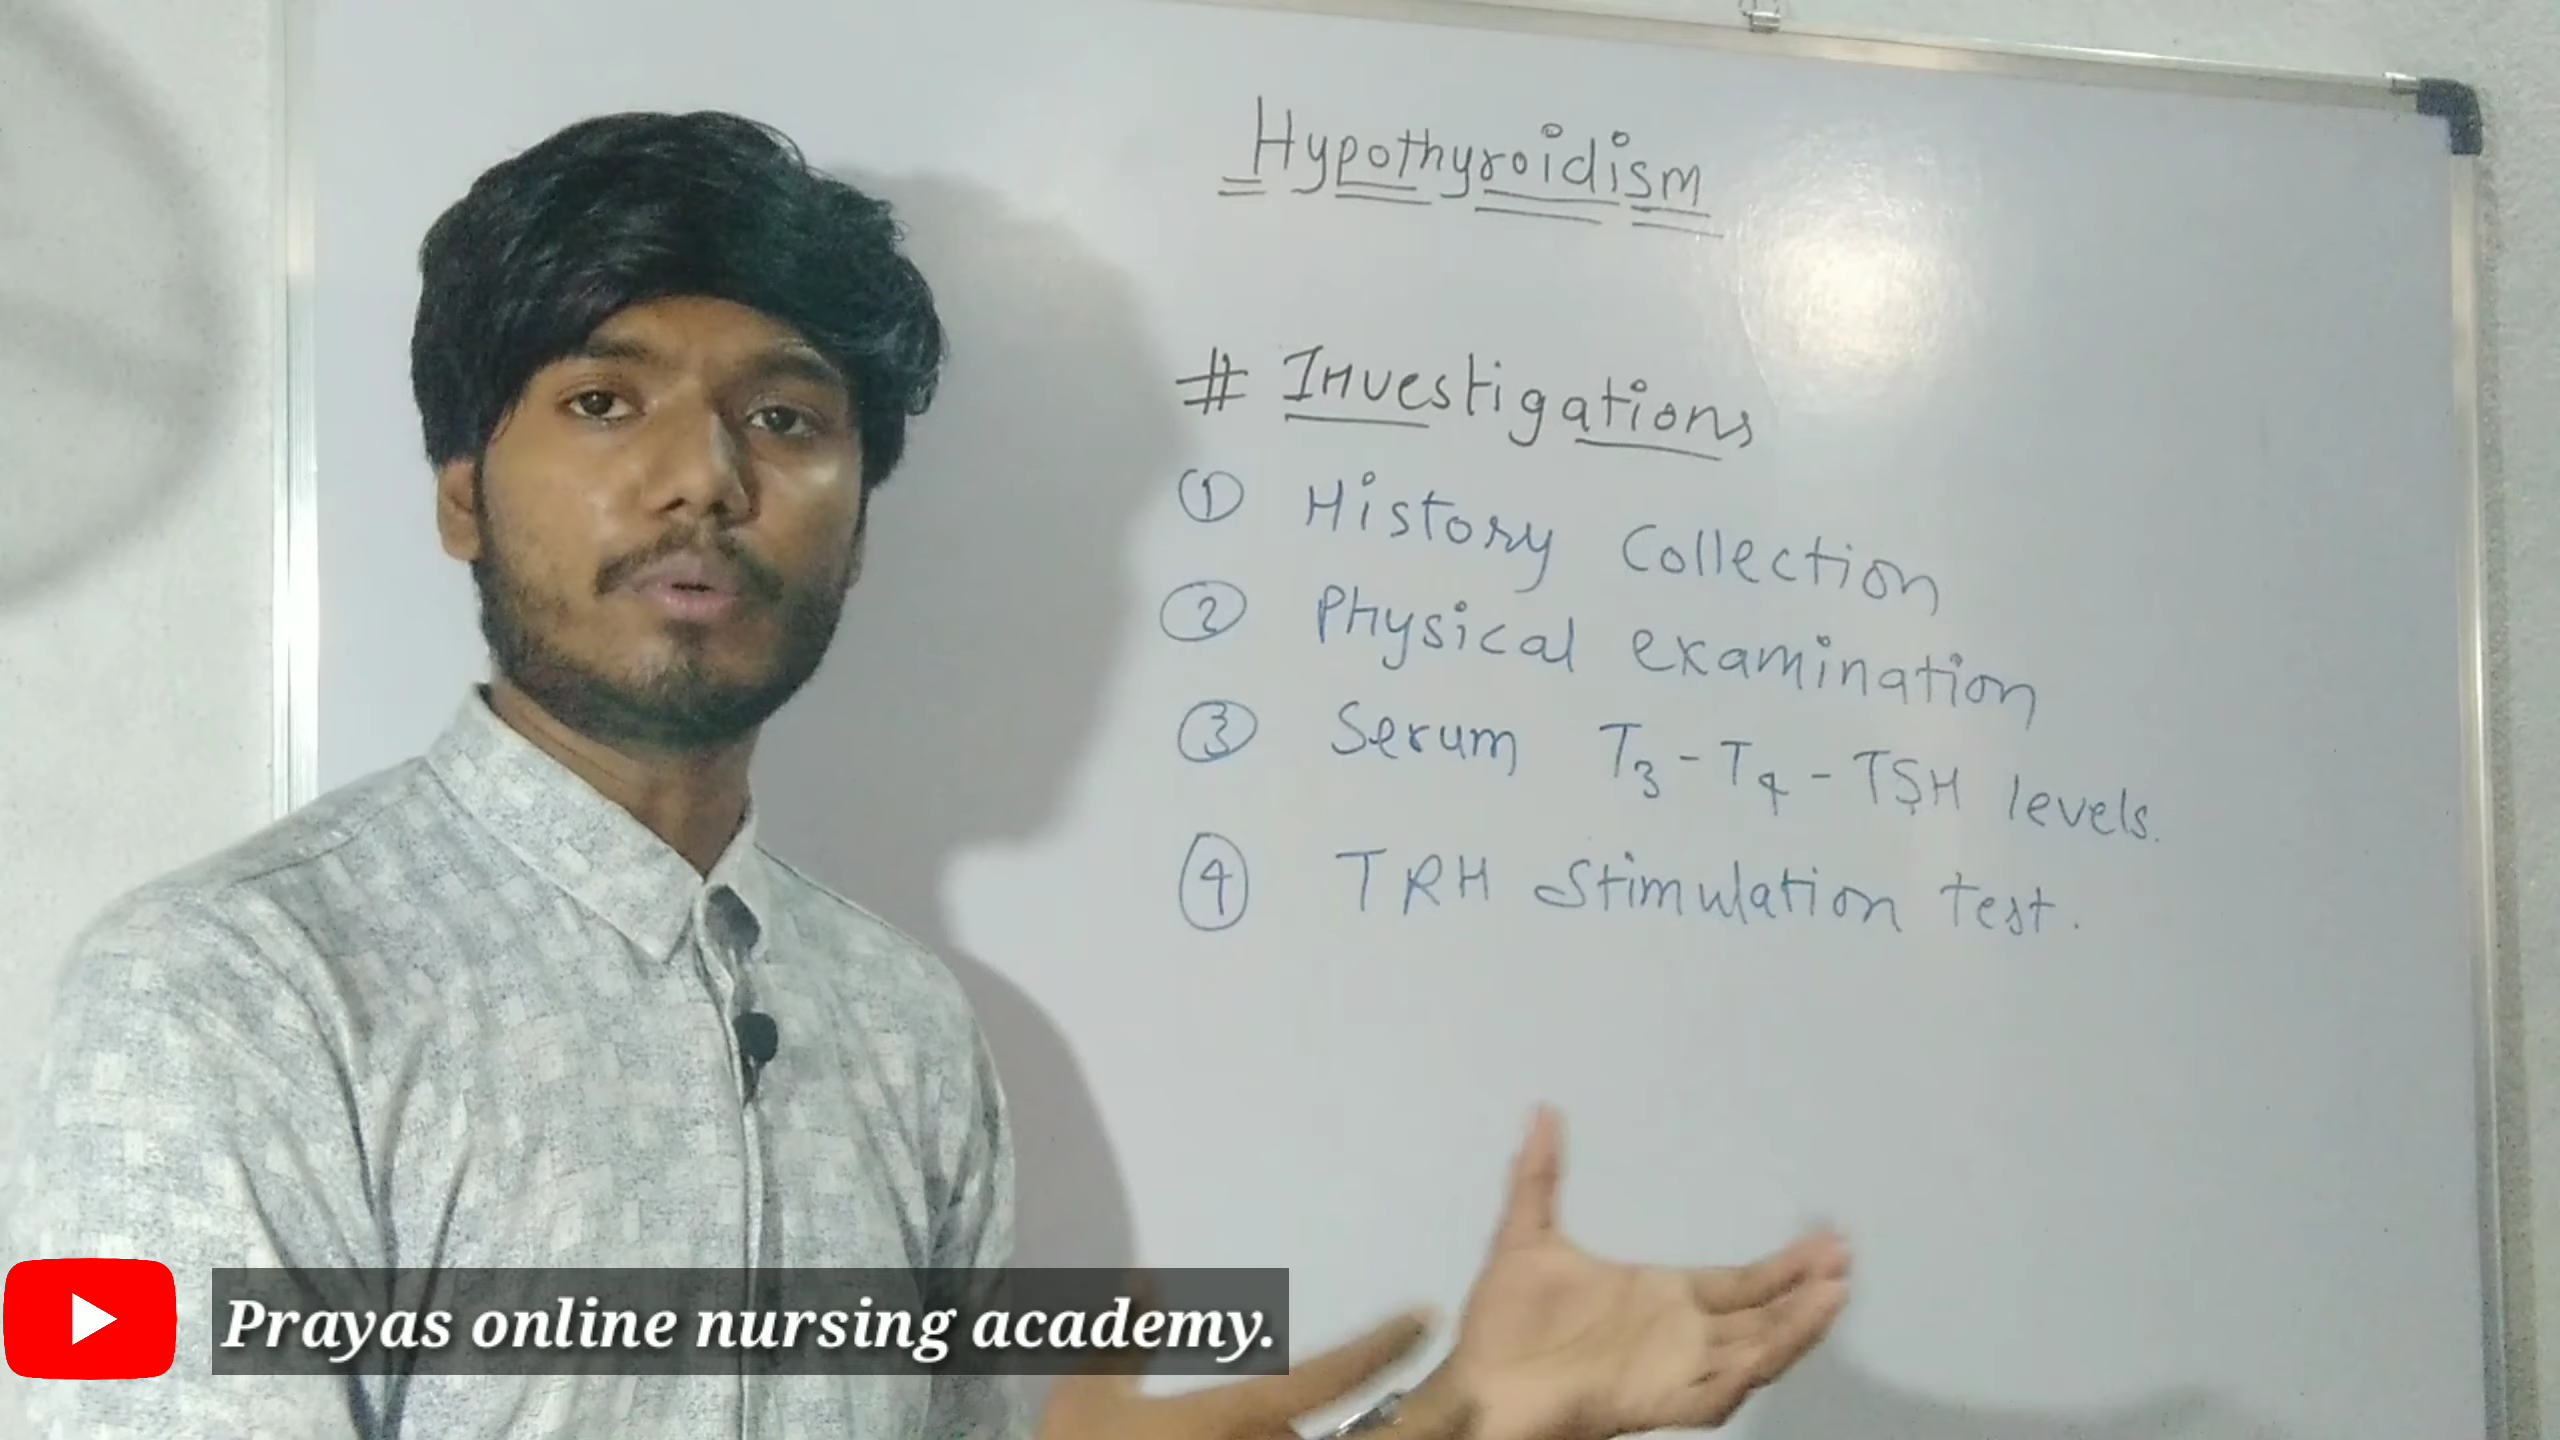 Hypothyroidism
# Investigations
① History Collection
② Physical examination
③ Serum T₃ - T₄ - TSH levels.
④ TRH Stimulation test.
Prayas online nursing academy.